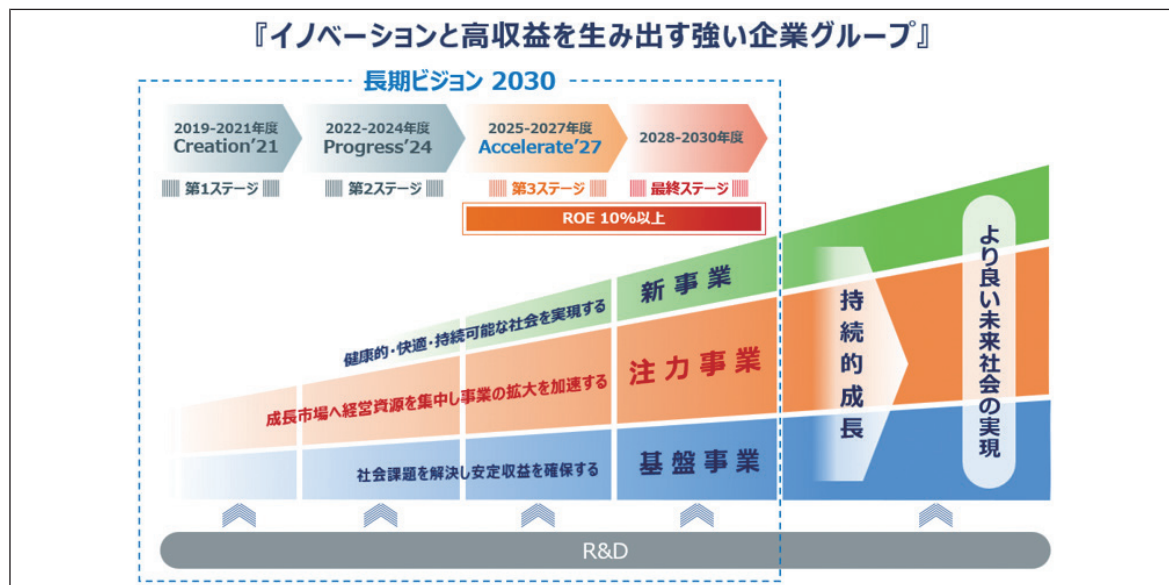 『イノベーションと高収益を生み出す強い企業グループ』
長期ビジョン 2030
2019-2021年度
Creation'21
2022-2024年度
Progress'24
2025-2027年度
Accelerate'27
2028-2030年度
第1ステージ
第2ステージ
第3ステージ
最終ステージ
ROE 10%以上
健康的・快適・持続可能な社会を実現する
新事業
成長市場へ経営資源を集中し事業の拡大を加速する
注力事業
社会課題を解決し安定収益を確保する
基盤事業
持続的成長
より良い未来社会の実現
R&D